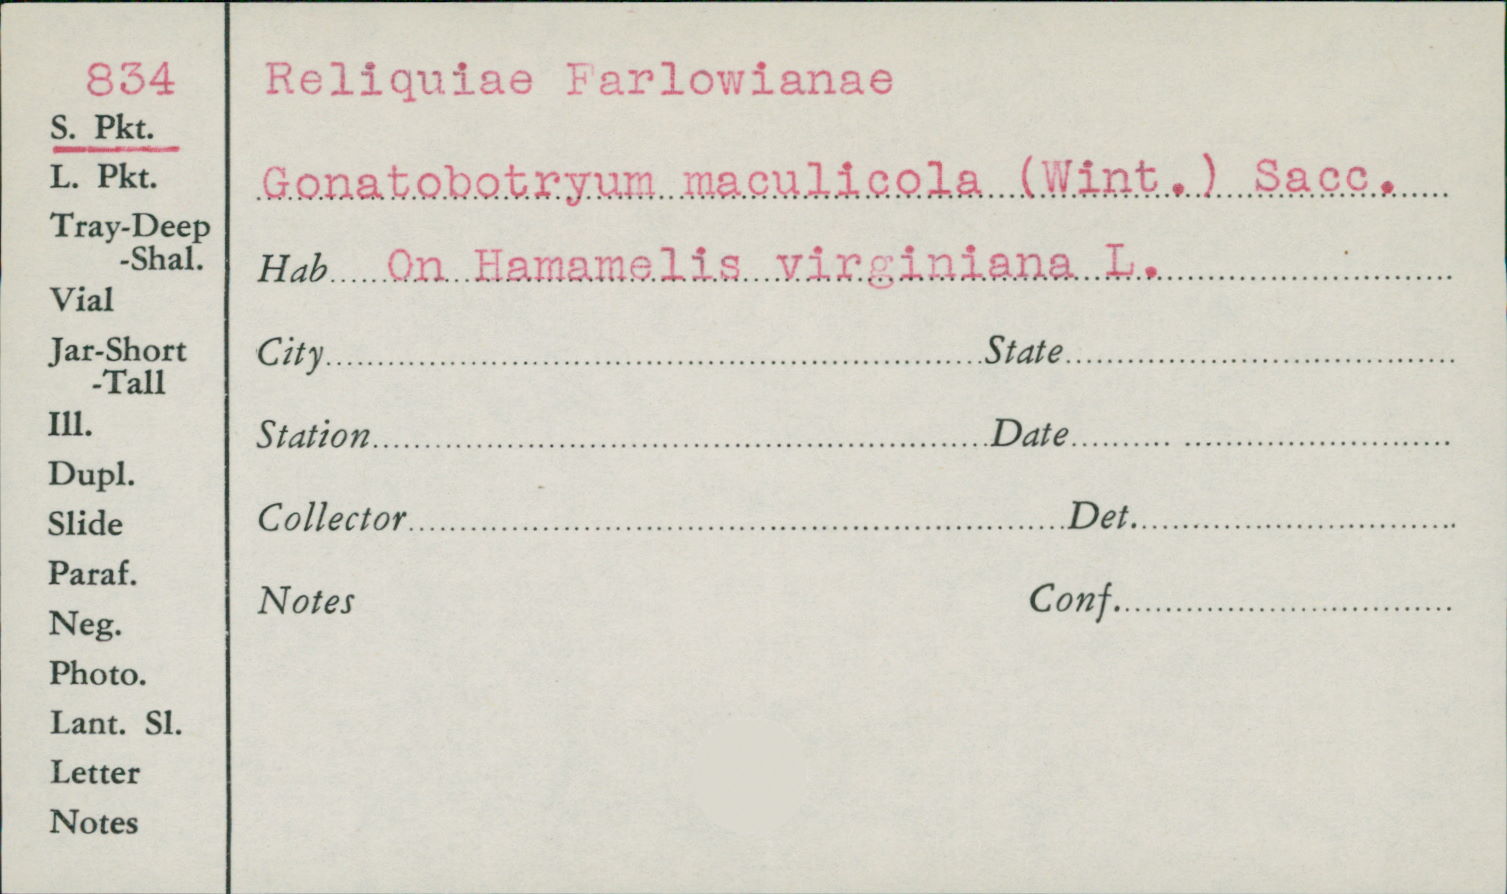 834
S. Pkt.
L. Pkt.
Tray-Deep
-Shal.
Vial
Jar-Short
-Tall
Ill.
Dupl.
Slide
Paraf.
Neg.
Photo.
Lant. Sl.
Letter
Notes
Reliquiae Farlowianae
Gonatobotryum maculicola (Wint.) Sacc.
Hab On Hamamelis virginiana L.
City State
Station Date
Collector Det.
Notes Conf.